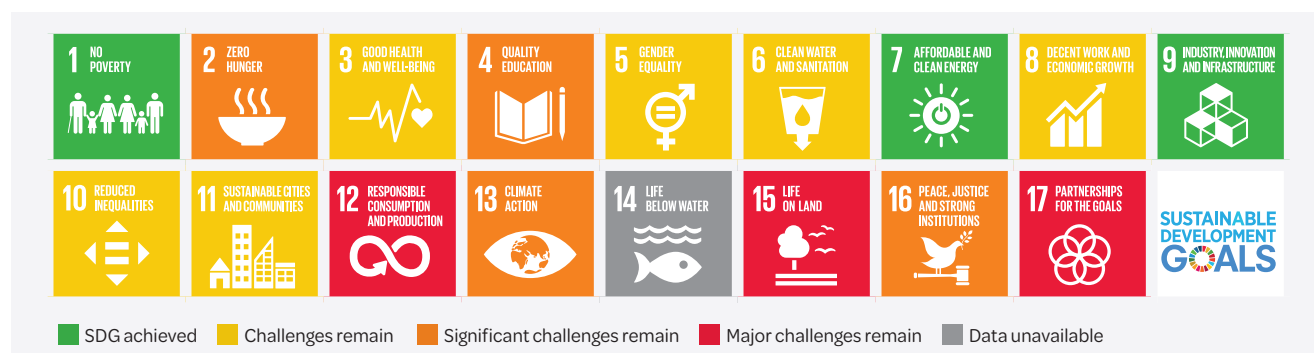 1 NO
POVERTY
2 ZERO
HUNGER
3 GOOD HEALTH
AND WELL-BEING
4 QUALITY
EDUCATION
5 GENDER
EQUALITY
6 CLEAN WATER
AND SANITATION
7 AFFORDABLE AND
CLEAN ENERGY
8 DECENT WORK AND
ECONOMIC GROWTH
9 INDUSTRY, INNOVATION
AND INFRASTRUCTURE
10 REDUCED
INEQUALITIES
11 SUSTAINABLE CITIES
AND COMMUNITIES
12 RESPONSIBLE
CONSUMPTION
AND PRODUCTION
13 CLIMATE
ACTION
14 LIFE
BELOW WATER
15 LIFE
ON LAND
16 PEACE, JUSTICE
AND STRONG
INSTITUTIONS
17 PARTNERSHIPS
FOR THE GOALS
SUSTAINABLE
DEVELOPMENT
GOALS
SDG achieved
Challenges remain
Significant challenges remain
Major challenges remain
Data unavailable